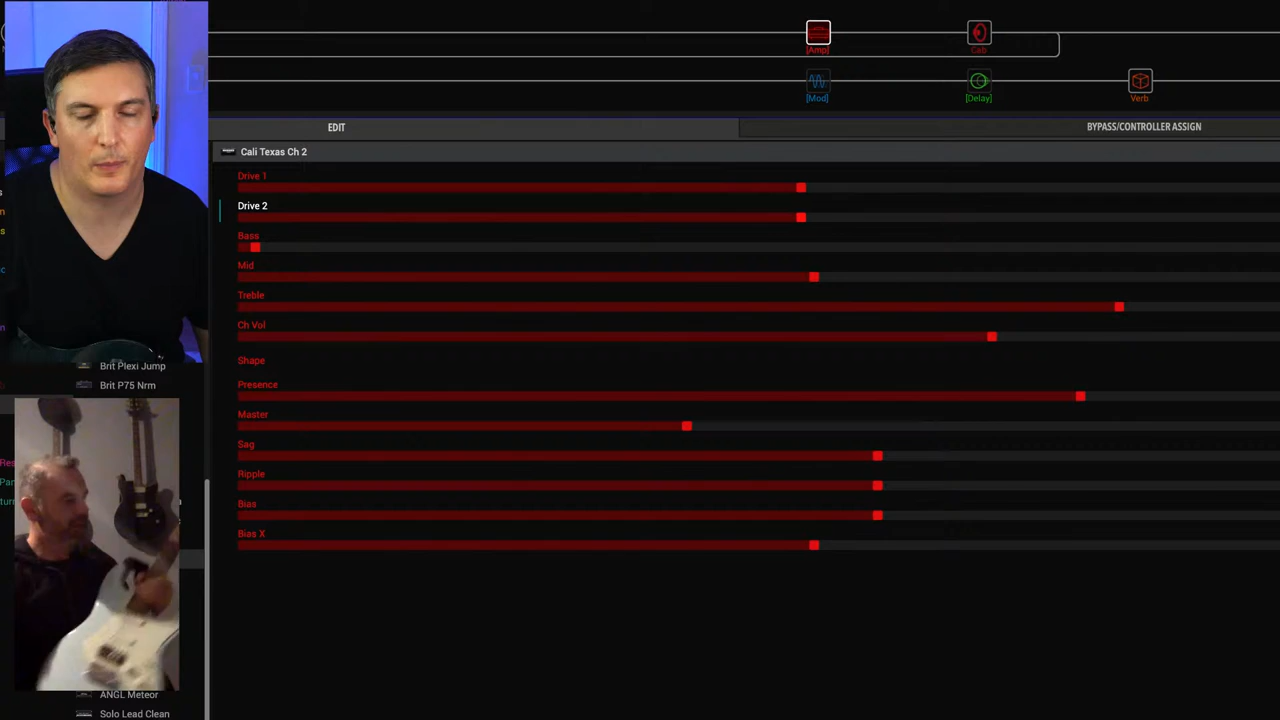 [Amp]
Cab
[Mod]
[Delay]
Verb
EDIT
BYPASS/CONTROLLER ASSIGN
Cali Texas Ch 2
Drive 1
Drive 2
Bass
Mid
Treble
Ch Vol
Shape
Presence
Master
Sag
Ripple
Bias
Bias X
Brit Plexi Jump
Brit P75 Nrm
ANGL Meteor
Solo Lead Clean